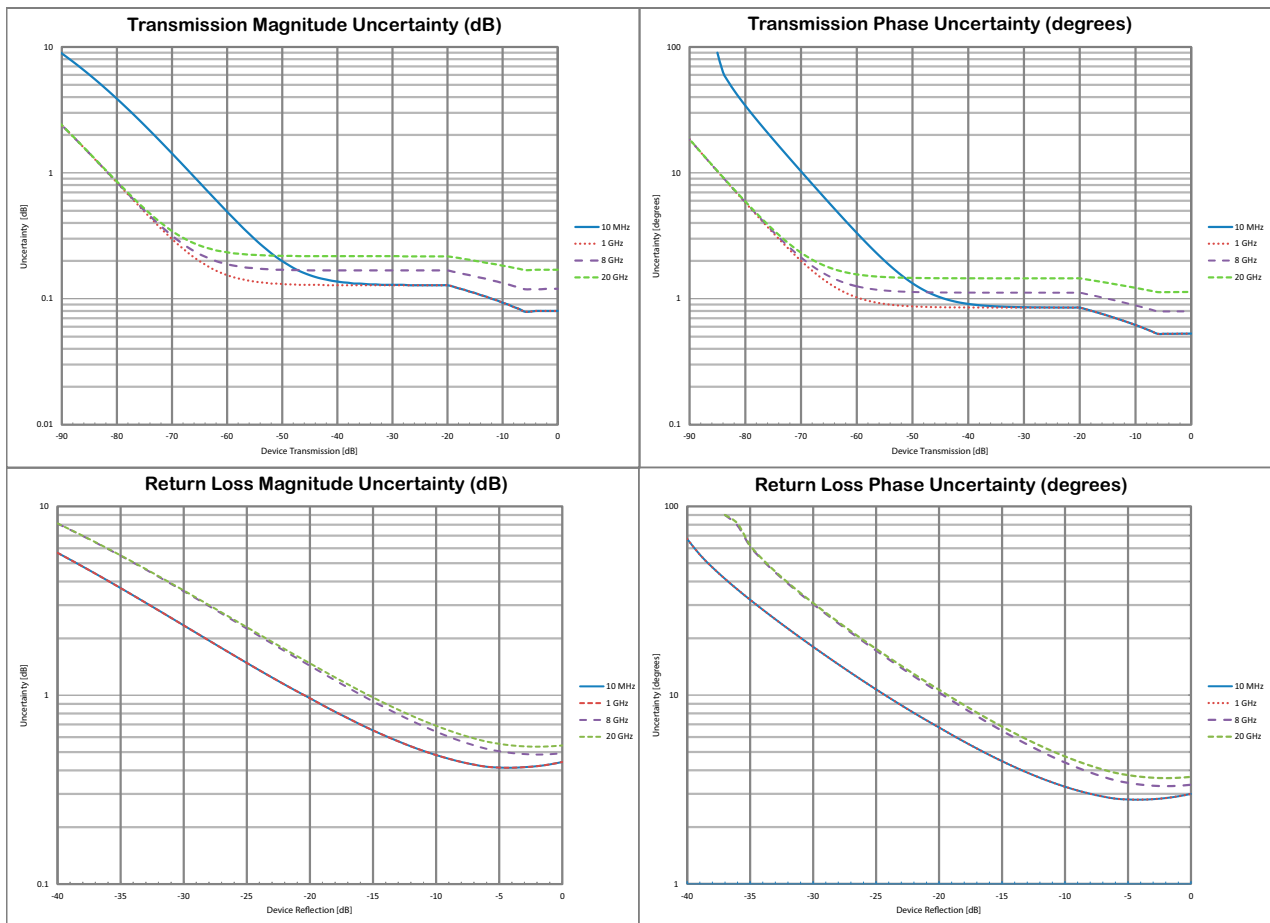 Transmission Magnitude Uncertainty (dB)
10
1
0.1
0.01
Uncertainty [dB]
-90 -80 -70 -60 -50 -40 -30 -20 -10 0
Device Transmission [dB]
10 MHz
1 GHz
8 GHz
20 GHz
Transmission Phase Uncertainty (degrees)
100
10
1
0.1
Uncertainty [degrees]
-90 -80 -70 -60 -50 -40 -30 -20 -10 0
Device Transmission [dB]
10 MHz
1 GHz
8 GHz
20 GHz
Return Loss Magnitude Uncertainty (dB)
10
1
0.1
Uncertainty [dB]
-40 -35 -30 -25 -20 -15 -10 -5 0
Device Reflection [dB]
10 MHz
1 GHz
8 GHz
20 GHz
Return Loss Phase Uncertainty (degrees)
100
10
1
Uncertainty [degrees]
-40 -35 -30 -25 -20 -15 -10 -5 0
Device Reflection [dB]
10 MHz
1 GHz
8 GHz
20 GHz